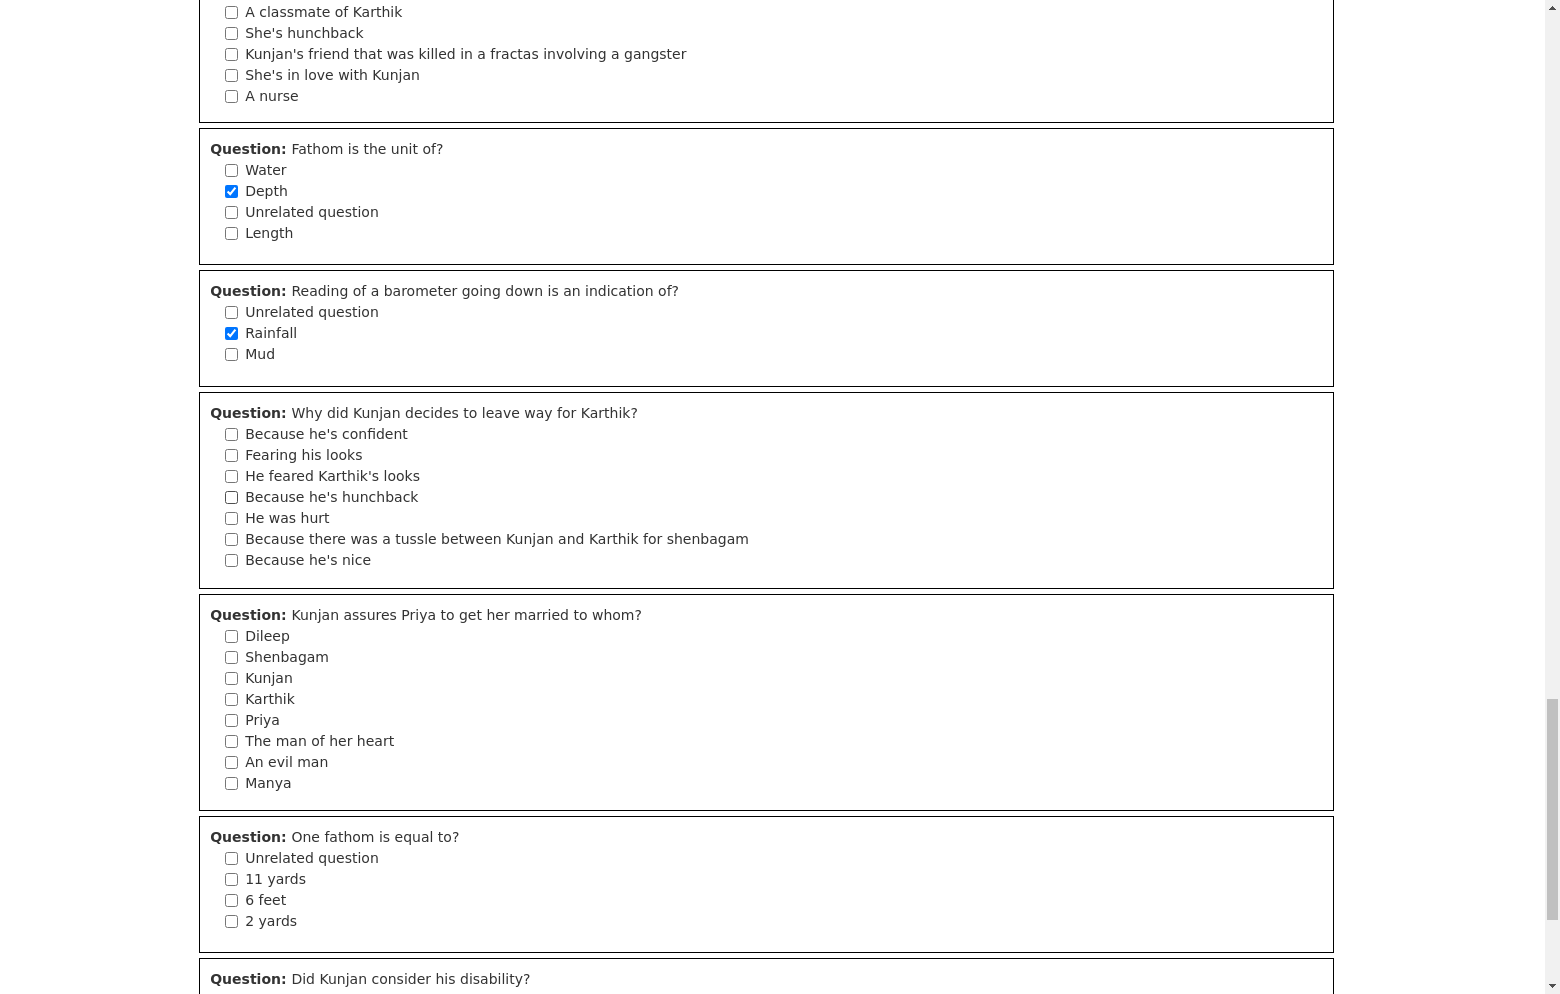 A classmate of Karthik
She's hunchback
Kunjan's friend that was killed in a fractas involving a gangster
She's in love with Kunjan
A nurse
Question: Fathom is the unit of?
Water
Depth
Unrelated question
Length
Question: Reading of a barometer going down is an indication of?
Unrelated question
Rainfall
Mud
Question: Why did Kunjan decides to leave way for Karthik?
Because he's confident
Fearing his looks
He feared Karthik's looks
Because he's hunchback
He was hurt
Because there was a tussle between Kunjan and Karthik for shenbagam
Because he's nice
Question: Kunjan assures Priya to get her married to whom?
Dileep
Shenbagam
Kunjan
Karthik
Priya
The man of her heart
An evil man
Manya
Question: One fathom is equal to?
Unrelated question
11 yards
6 feet
2 yards
Question: Did Kunjan consider his disability?